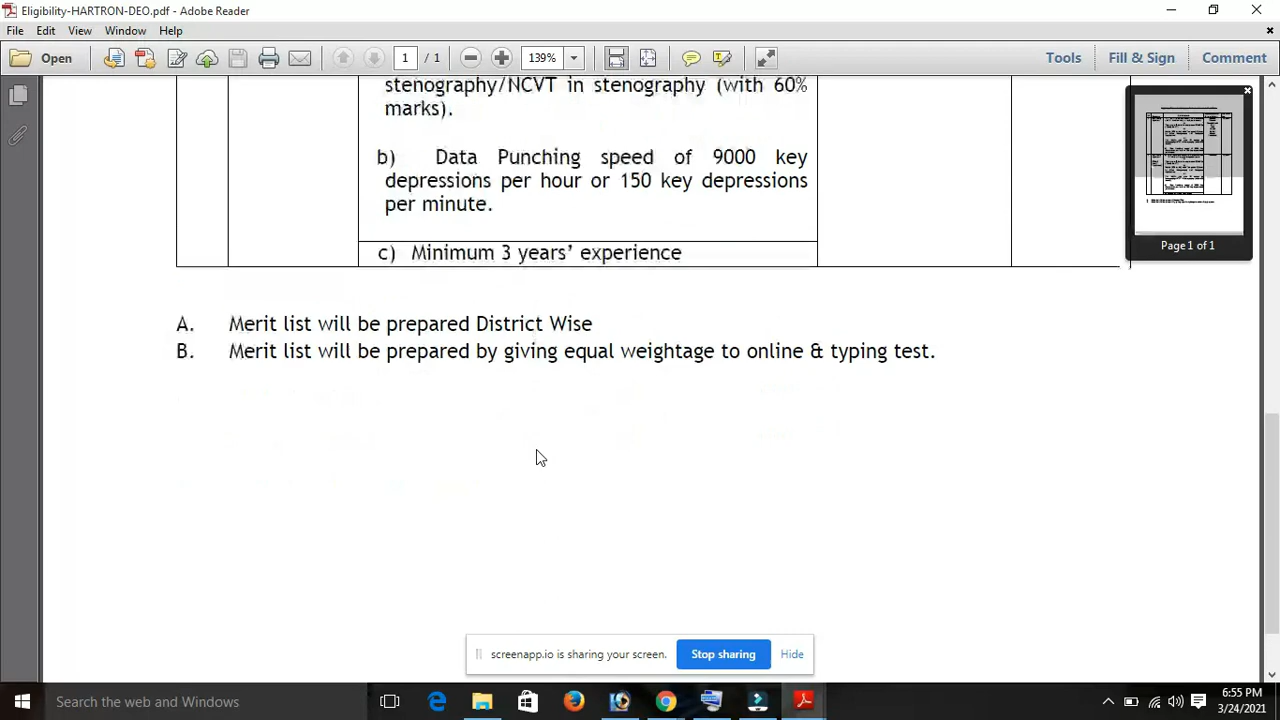 Eligibility-HARTRON-DEO.pdf - Adobe Reader
File Edit View Window Help
Open 1 / 1 139% Tools Fill & Sign Comment
stenography/NCVT in stenography (with 60%
marks).
b) Data Punching speed of 9000 key
depressions per hour or 150 key depressions
per minute.
c) Minimum 3 years’ experience
Page 1 of 1
A. Merit list will be prepared District Wise
B. Merit list will be prepared by giving equal weightage to online & typing test.
screenapp.io is sharing your screen. Stop sharing Hide
Search the web and Windows
6:55 PM
3/24/2021